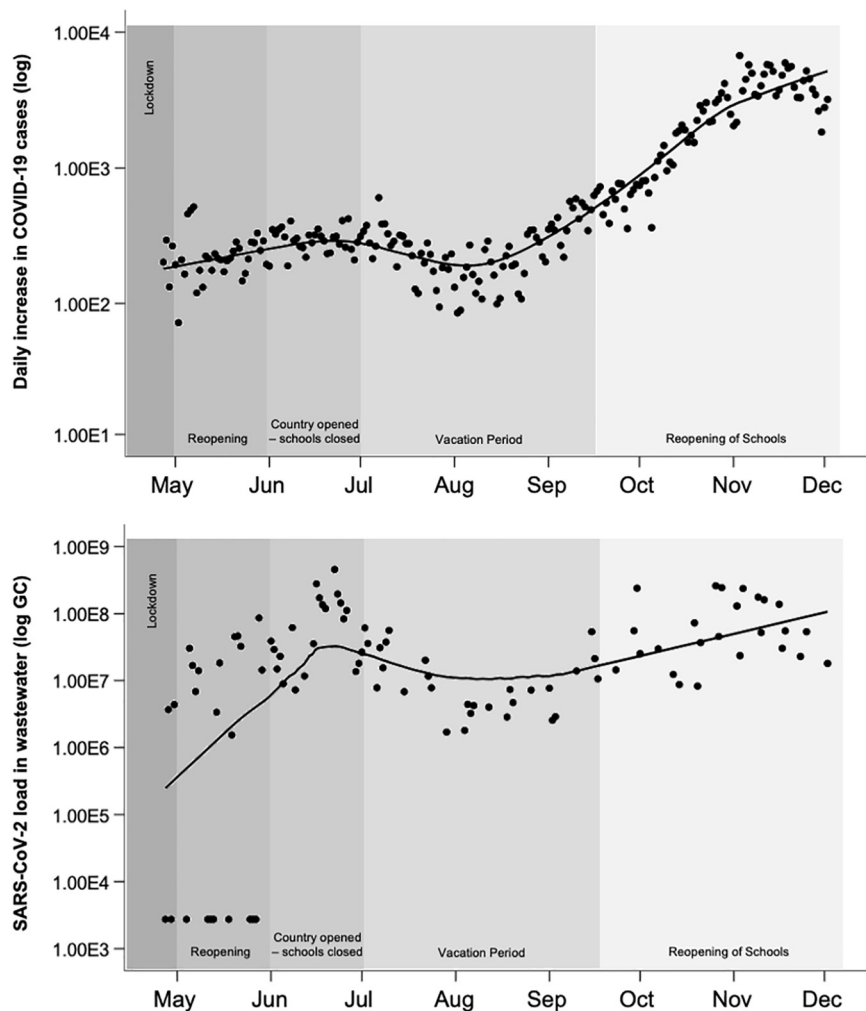 Daily increase in COVID-19 cases (log)
1.00E4
1.00E3
1.00E2
1.00E1
Lockdown
Reopening
Country opened
– schools closed
Vacation Period
Reopening of Schools
May Jun Jul Aug Sep Oct Nov Dec
SARS-CoV-2 load in wastewater (log GC)
1.00E9
1.00E8
1.00E7
1.00E6
1.00E5
1.00E4
1.00E3
Lockdown
Reopening
Country opened
– schools closed
Vacation Period
Reopening of Schools
May Jun Jul Aug Sep Oct Nov Dec